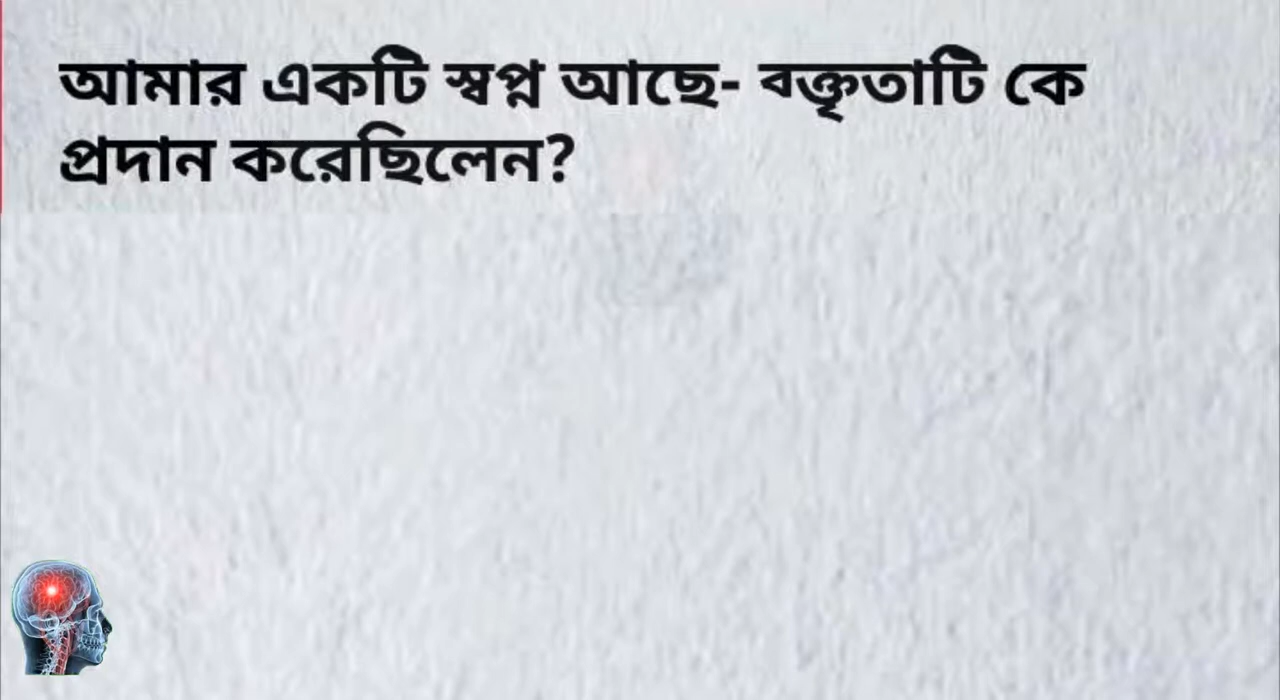 আমার একটি স্বপ্ন আছে- বক্তৃতাটি কে
প্রদান করেছিলেন?